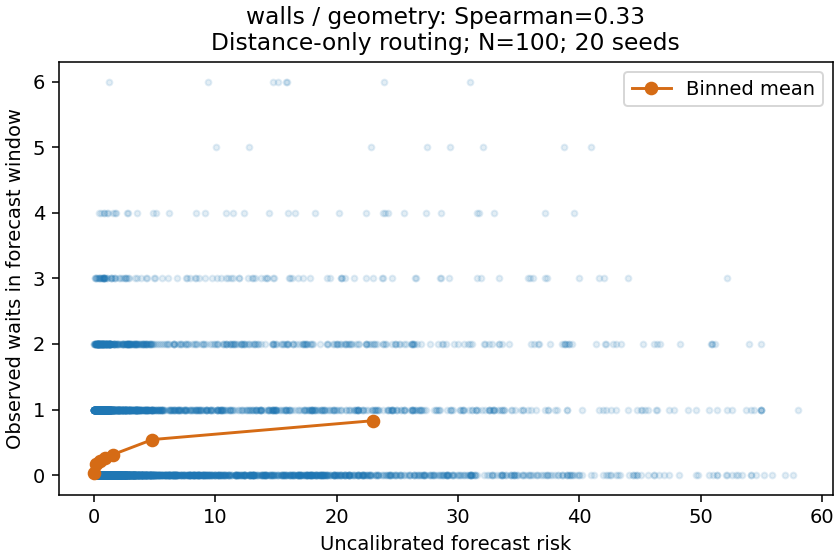 walls / geometry: Spearman=0.33
Distance-only routing; N=100; 20 seeds
Binned mean
Observed waits in forecast window
6
5
4
3
2
1
0
0 10 20 30 40 50 60
Uncalibrated forecast risk